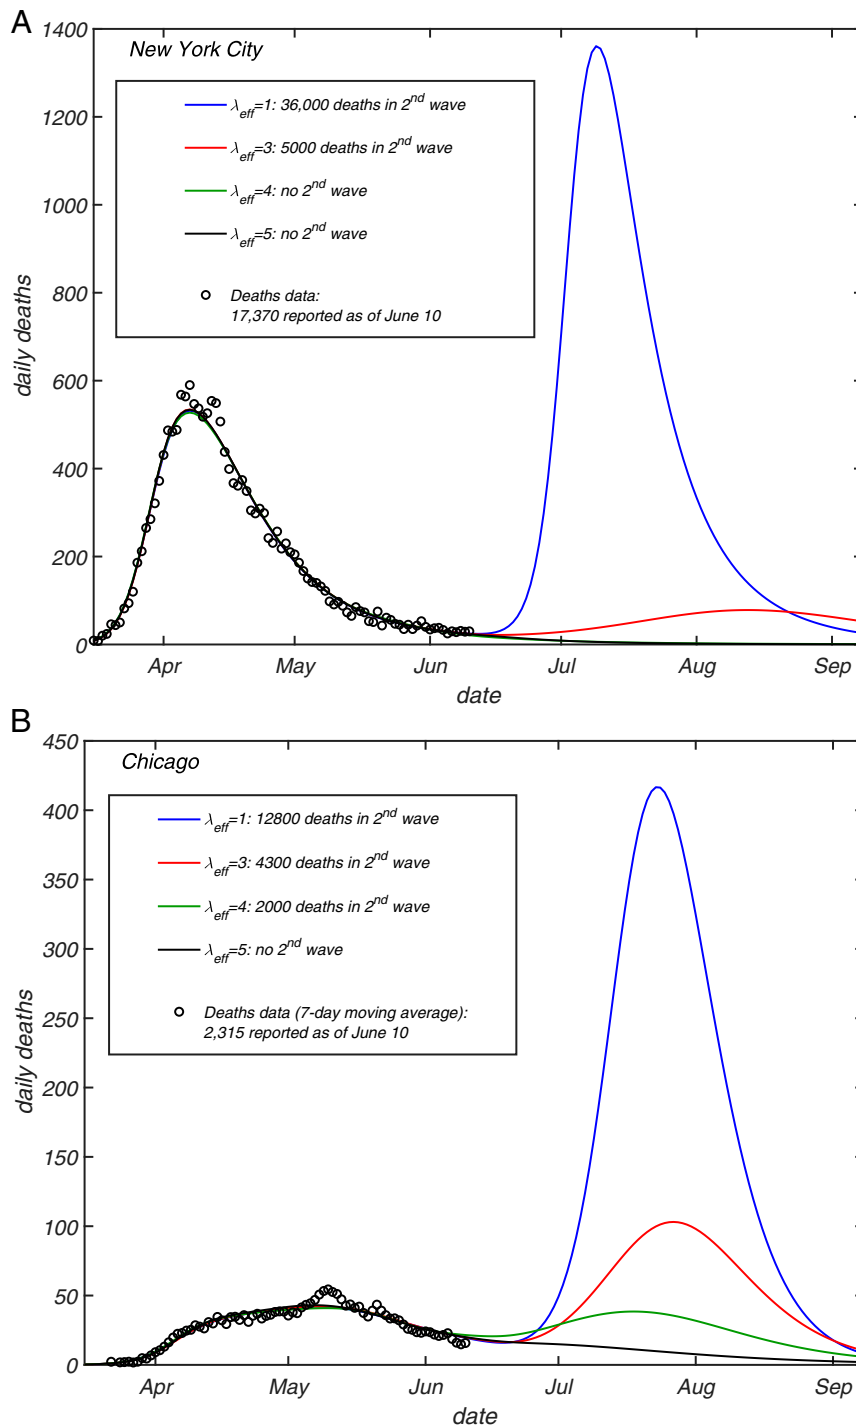 A
New York City
1400
1200
1000
800
600
400
200
0
daily deaths
λeff=1: 36,000 deaths in 2nd wave
λeff=3: 5000 deaths in 2nd wave
λeff=4: no 2nd wave
λeff=5: no 2nd wave
Deaths data:
17,370 reported as of June 10
Apr May Jun Jul Aug Sep
date
B
Chicago
450
400
350
300
250
200
150
100
50
0
daily deaths
λeff=1: 12800 deaths in 2nd wave
λeff=3: 4300 deaths in 2nd wave
λeff=4: 2000 deaths in 2nd wave
λeff=5: no 2nd wave
Deaths data (7-day moving average):
2,315 reported as of June 10
Apr May Jun Jul Aug Sep
date